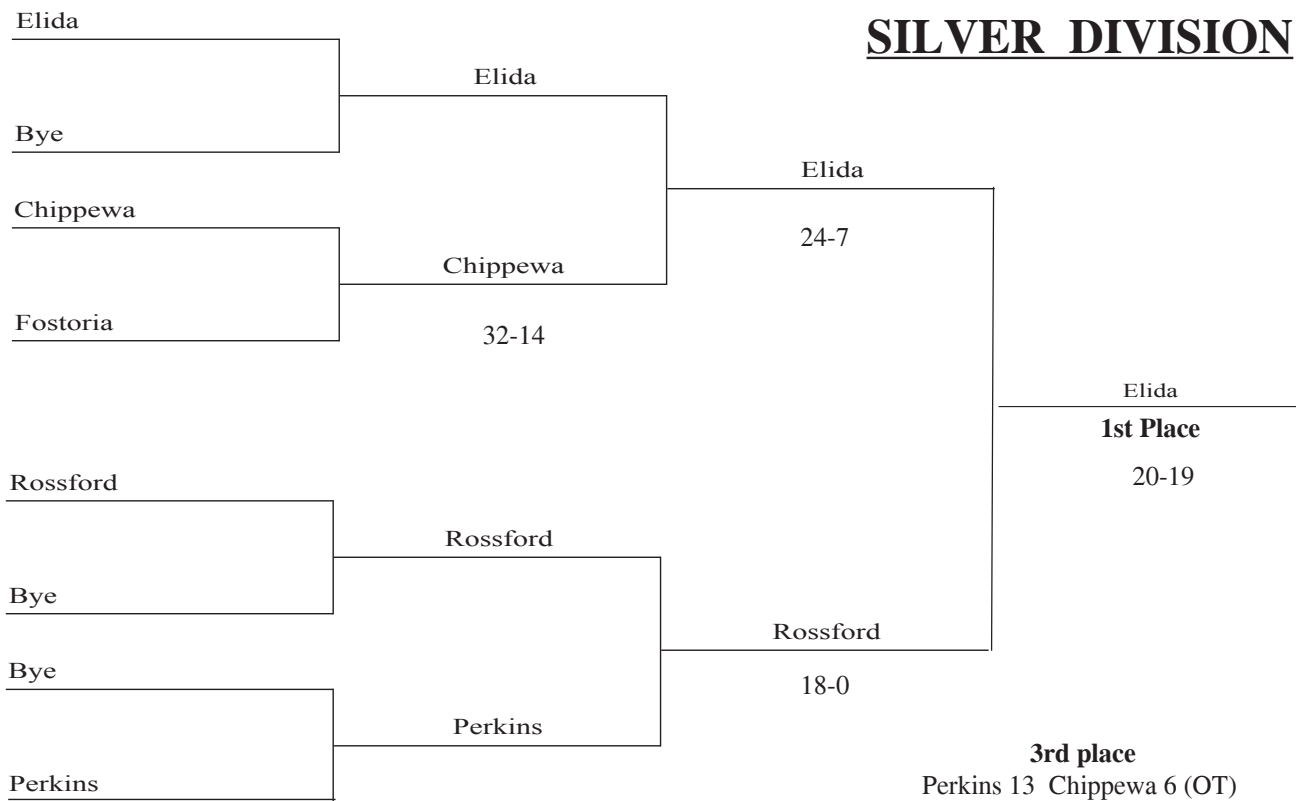 SILVER DIVISION
Elida
Bye
Elida
Chippewa
Fostoria
Chippewa
32-14
Elida
24-7
Rossford
Bye
Rossford
Bye
Perkins
Perkins
Rossford
18-0
Elida
1st Place
20-19
3rd place
Perkins 13 Chippewa 6 (OT)